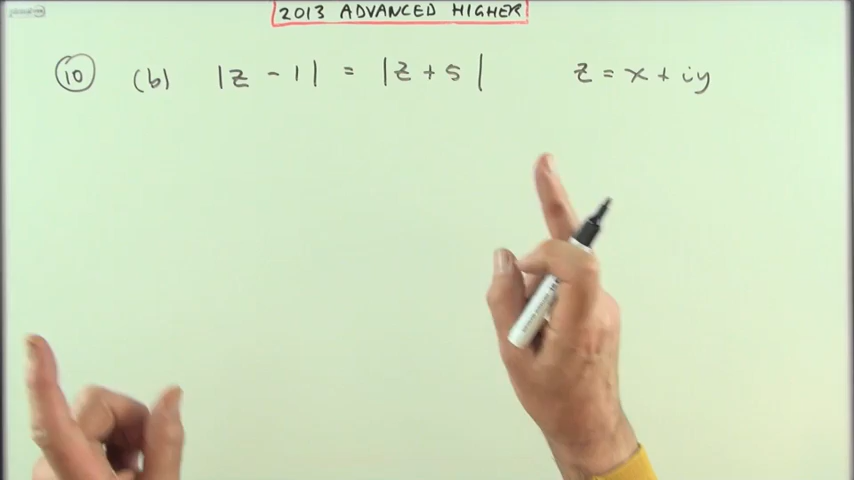 2013 ADVANCED HIGHER
10 (b) |z - 1| = |z + 5| z = x + iy